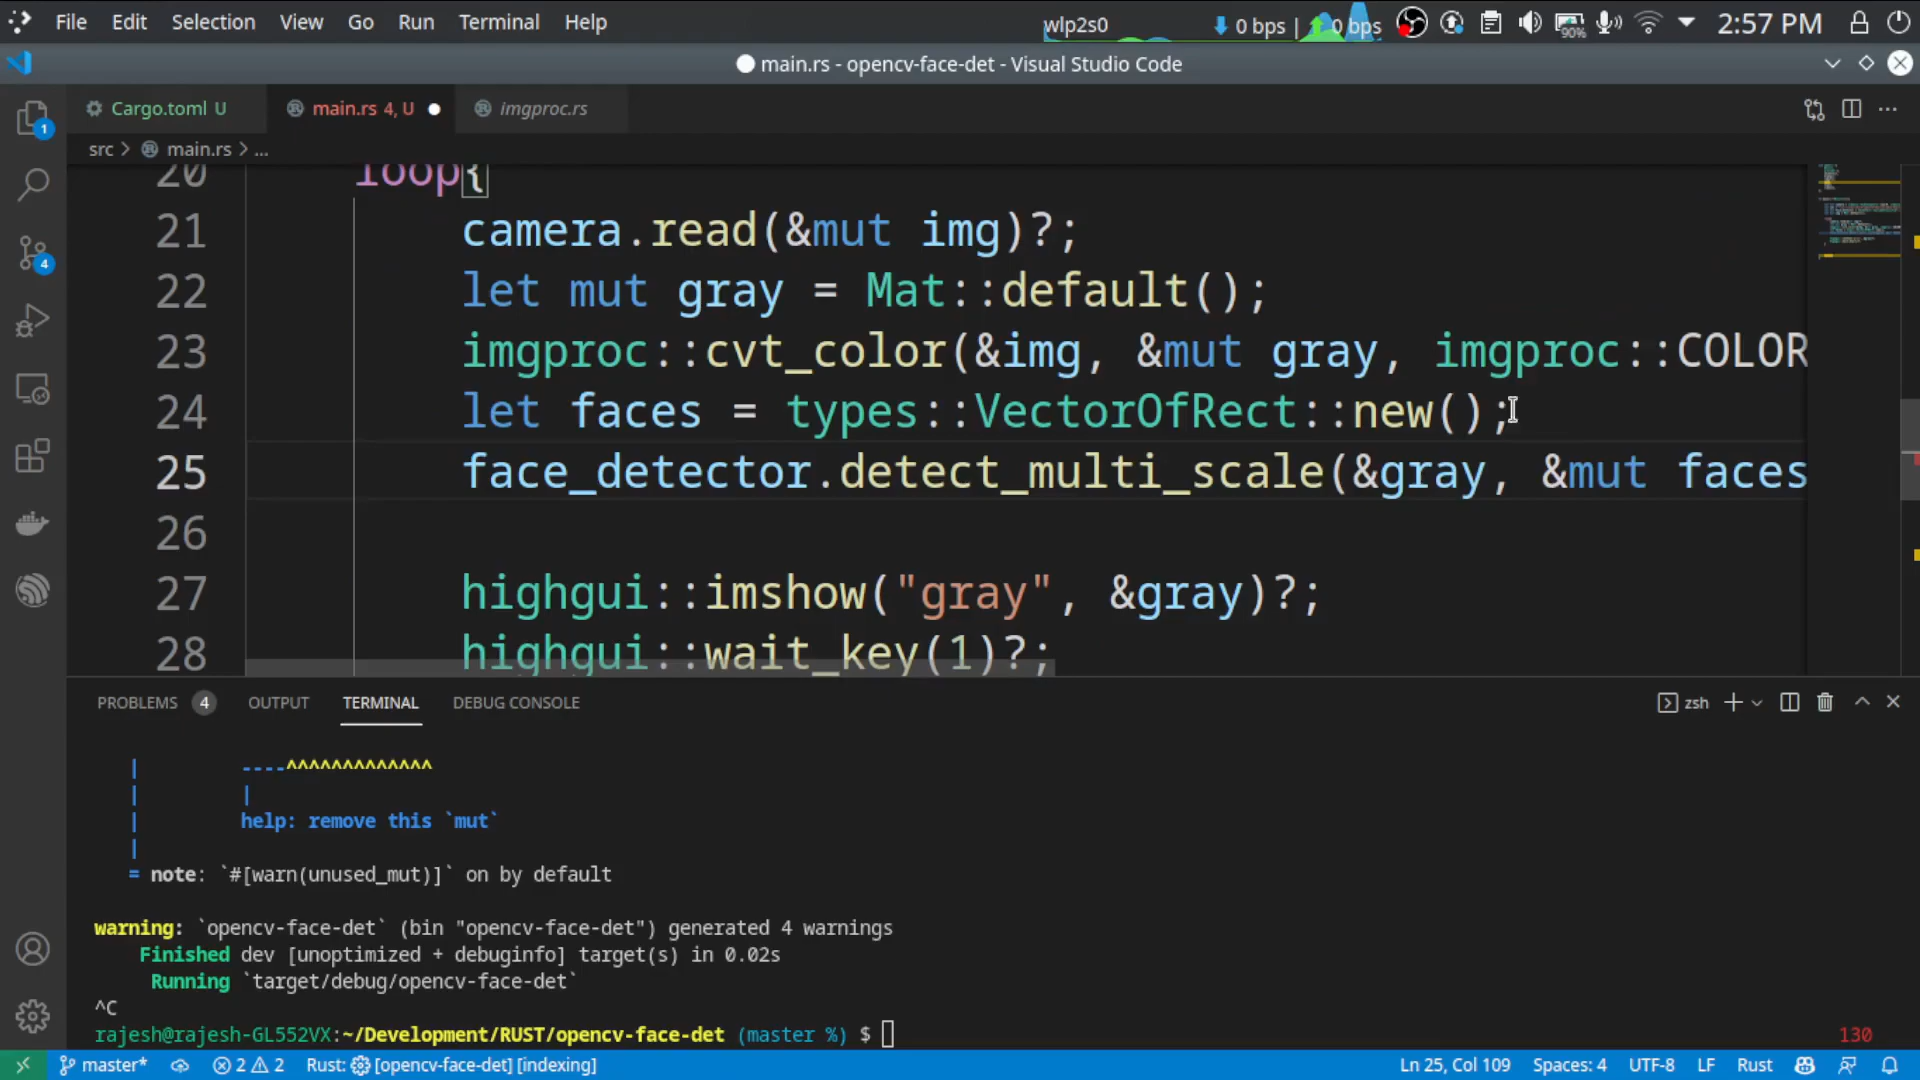 File Edit Selection View Go Run Terminal Help
wlp2s0 0 bps | 0 bps 90% 2:57 PM
main.rs - opencv-face-det - Visual Studio Code
Cargo.toml U main.rs 4, U imgproc.rs
src > main.rs > ...
20 loop{
21 camera.read(&mut img)?;
22 let mut gray = Mat::default();
23 imgproc::cvt_color(&img, &mut gray, imgproc::COLOR
24 let faces = types::VectorOfRect::new();
25 face_detector.detect_multi_scale(&gray, &mut faces
26
27 highgui::imshow("gray", &gray)?;
28 highgui::wait_key(1)?;
1
4
PROBLEMS 4 OUTPUT TERMINAL DEBUG CONSOLE zsh
| ----^^^^^^^^^^^^^
| |
| help: remove this `mut`
|
= note: `#[warn(unused_mut)]` on by default
warning: `opencv-face-det` (bin "opencv-face-det") generated 4 warnings
Finished dev [unoptimized + debuginfo] target(s) in 0.02s
Running `target/debug/opencv-face-det`
^C
rajesh@rajesh-GL552VX:~/Development/RUST/opencv-face-det (master %) $ 130
master* 2 2 Rust: [opencv-face-det] [indexing] Ln 25, Col 109 Spaces: 4 UTF-8 LF Rust